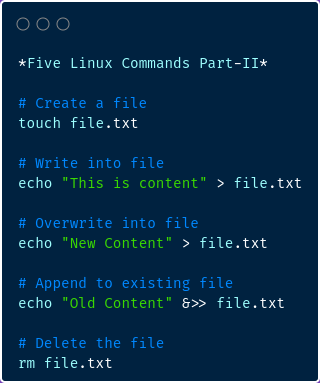 *Five Linux Commands Part-II*
# Create a file
touch file.txt
# Write into file
echo "This is content" > file.txt
# Overwrite into file
echo "New Content" > file.txt
# Append to existing file
echo "Old Content" &>> file.txt
# Delete the file
rm file.txt